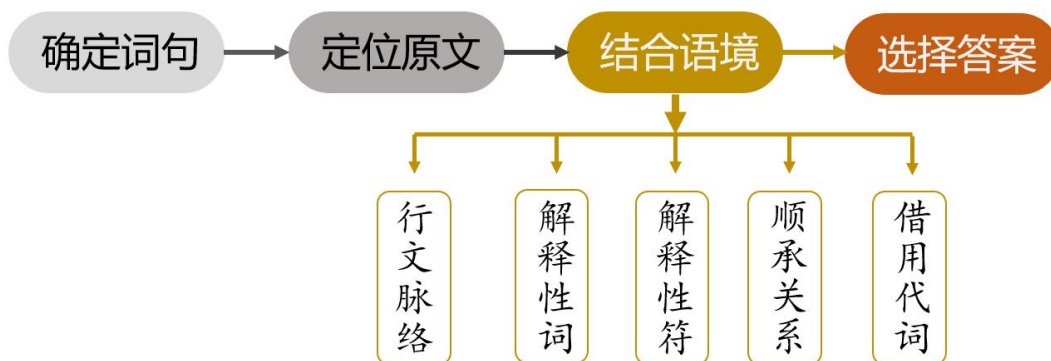 确定词句
定位原文
结合语境
选择答案
行文脉络
解释性词
解释性符
顺承关系
借用代词